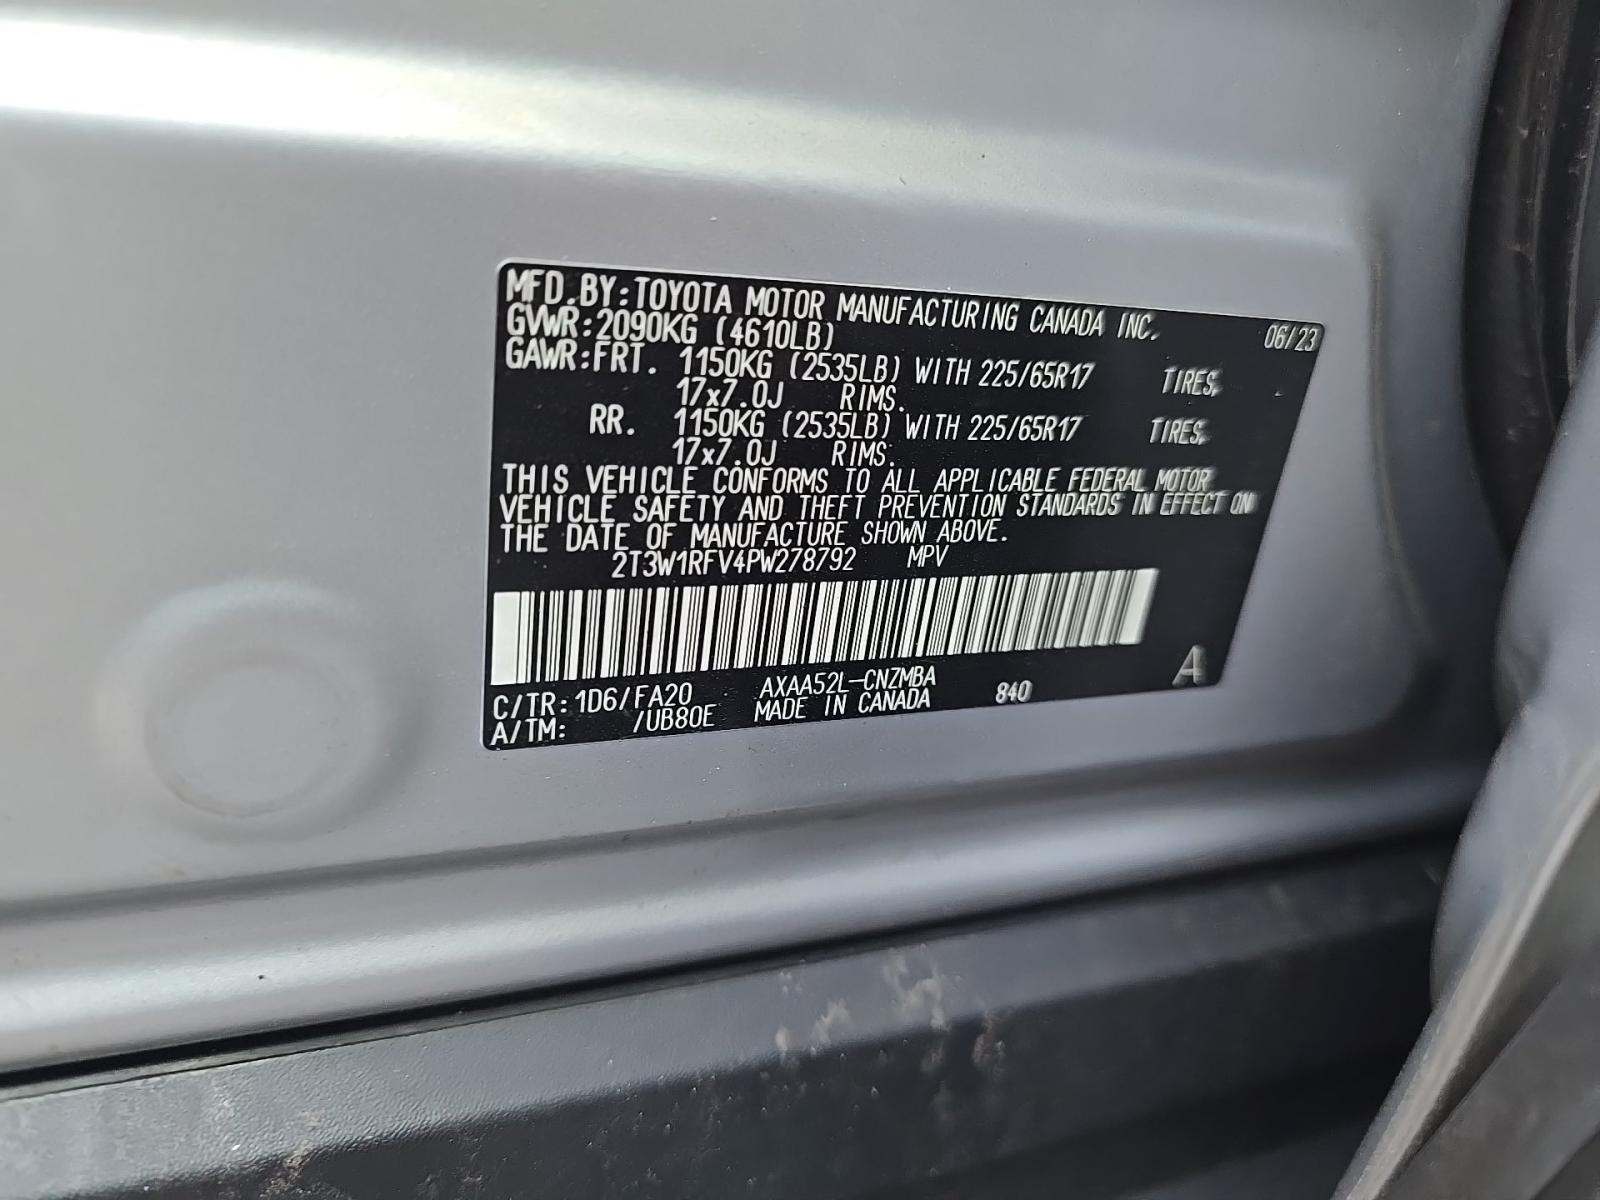 MFD.BY:TOYOTA MOTOR MANUFACTURING CANADA INC. 06/23
GVWR:2090KG (4610LB)
GAWR:FRT. 1150KG (2535LB) WITH 225/65R17 TIRES,
17x7.0J RIMS.
RR. 1150KG (2535LB) WITH 225/65R17 TIRES,
17x7.0J RIMS.
THIS VEHICLE CONFORMS TO ALL APPLICABLE FEDERAL MOTOR
VEHICLE SAFETY AND THEFT PREVENTION STANDARDS IN EFFECT ON
THE DATE OF MANUFACTURE SHOWN ABOVE.
2T3W1RFV4PW278792 MPV
C/TR:1D6/FA20 AXAA52L-CNZMBA 840 A
A/TM: /UB80E MADE IN CANADA